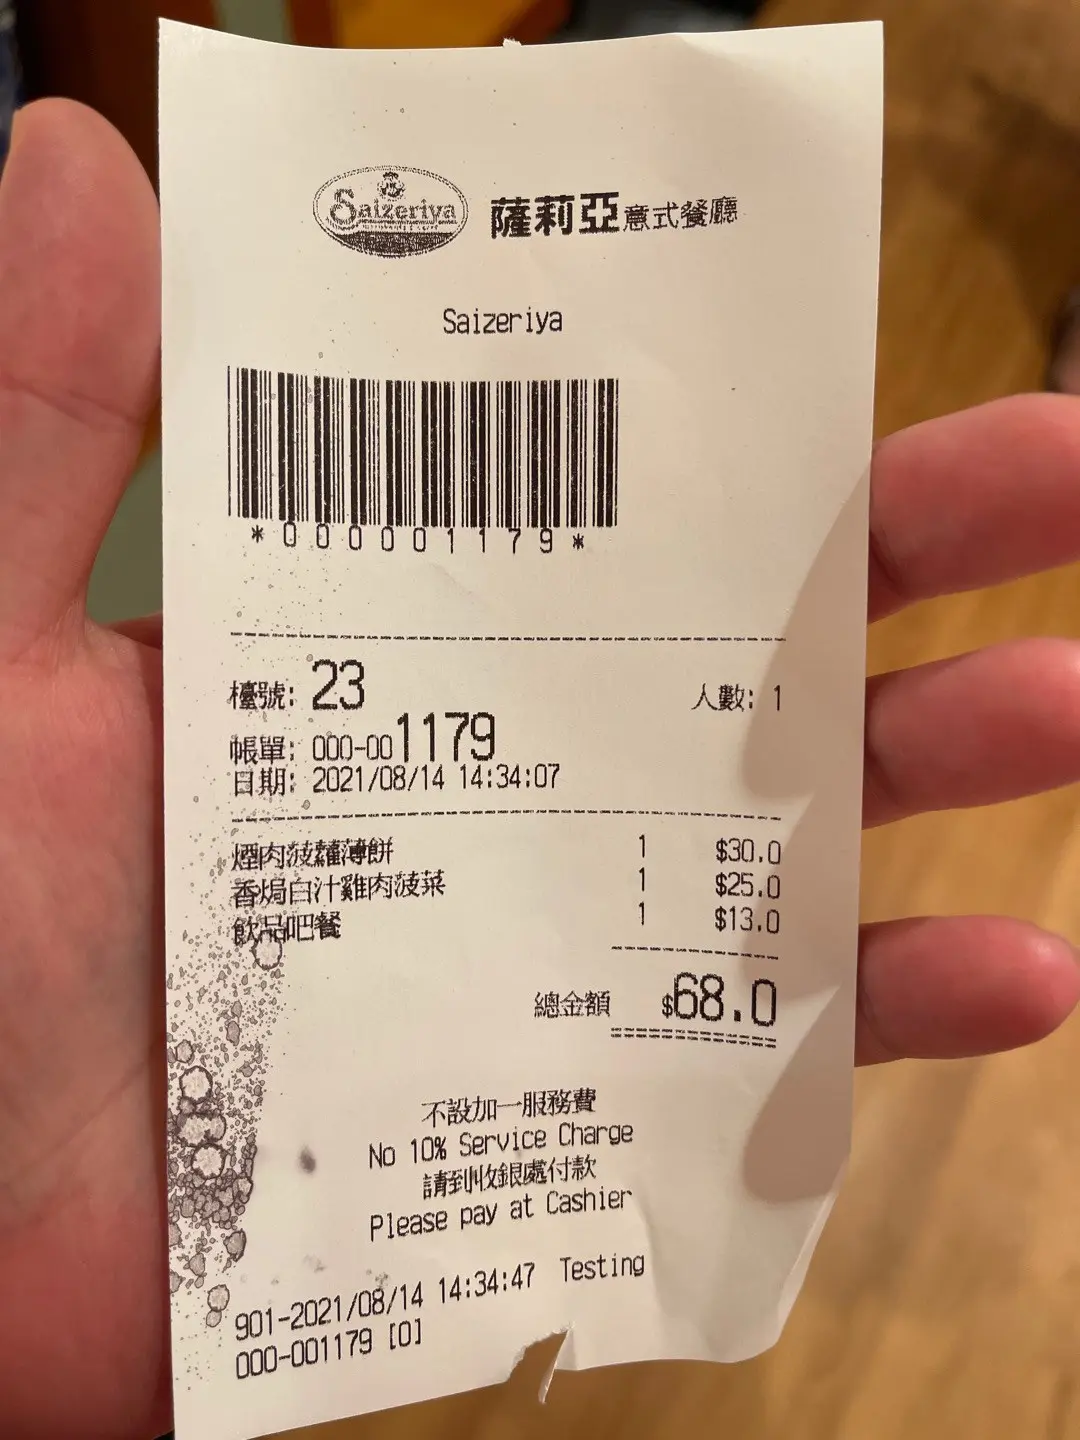 Saizeriya 薩莉亞意式餐廳
Saizeriya
*000001179*
檯號: 23 人數: 1
帳單: 000-001179
日期: 2021/08/14 14:34:07
煙肉菠蘿薄餅 1 $30.0
香焗白汁雞肉菠菜 1 $25.0
飲品吧餐 1 $13.0
總金額 $68.0
不設加一服務費
No 10% Service Charge
請到收銀處付款
Please pay at Cashier
901-2021/08/14 14:34:47 Testing
000-001179 [0]